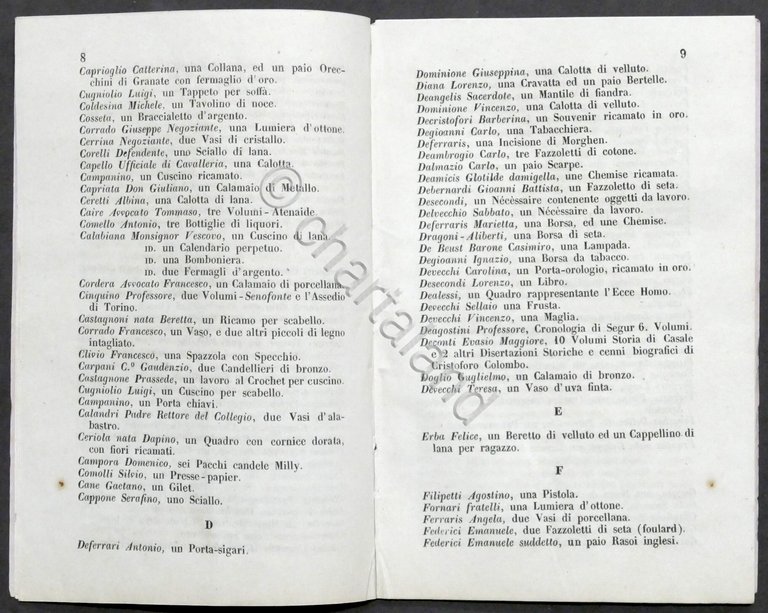 8
Caprioglio Catterina, una Collana, ed un paio Orec-
chini di Granate con fermaglio d'oro.
Cugniolio Luigi, un Tappeto per soffà.
Coldesina Michele, un Tavolino di noce.
Cosseta, un Braccialetto d'argento.
Corrado Giuseppe Negoziante, una Lumiera d'ottone.
Cerrina Negoziante, due Vasi di cristallo.
Corelli Defendente, uno Sciallo di lana.
Capello Ufficiale di Cavalleria, una Calotta.
Campanino, un Cuscino ricamato.
Capriata Don Giuliano, un Calamaio di Metallo.
Ceretti Albina, una Calotta di lana.
Caire Avvocato Tommaso, tre Volumi-Atenaide.
Comello Antonio, tre Bottiglie di liquori.
Calabiana Monsignor Vescovo, un Cuscino di lana.
ID. un Calendario perpetuo.
ID. una Bomboniera.
ID. due Fermagli d'argento.
Cordera Avvocato Francesco, un Calamaio di porcellana.
Cinquino Professore, due Volumi-Senofonte e l'Assedio
di Torino.
Castagnoni nata Beretta, un Ricamo per scabello.
Corrado Francesco, un Vaso, e due altri piccoli di legno
intagliato.
Clivio Francesco, una Spazzola con Specchio.
Carpani C.° Gaudenzio, due Candellieri di bronzo.
Castagnone Prassede, un lavoro al Crochet per cuscino.
Cugniolio Luigi, un Cuscino per scabello.
Campanino, un Porta chiavi.
Calandri Padre Rettore del Collegio, due Vasi d'ala-
bastro.
Ceriola nata Dapino, un Quadro con cornice dorata,
con fiori ricamati.
Campora Domenico, sei Pacchi candele Milly.
Comolli Silvio, un Presse-papier.
Cane Gaetano, un Gilet.
Cappone Serafino, uno Sciallo.
D
Deferrari Antonio, un Porta-sigari.
9
Dominione Giuseppina, una Calotta di velluto.
Diana Lorenzo, una Cravatta ed un paio Bertelle.
Deangelis Sacerdote, un Mantile di fiandra.
Dominione Vincenzo, una Calotta di velluto.
Decristofori Barberina, un Souvenir ricamato in oro.
Degioanni Carlo, una Tabacchiera.
Deferraris, una Incisione di Morghen.
Deambrogio Carlo, tre Fazzoletti di cotone.
Dalmazio Carlo, un paio Scarpe.
Deamicis Glotilde damigella, une Chemise ricamata.
Debernardi Gioanni Battista, un Fazzoletto di seta.
Desecondi, un Nécèssaire contenente oggetti da lavoro.
Delvecchio Sabbato, un Nécèssaire da lavoro.
Deferraris Marietta, una Borsa, ed une Chemise.
Dragoni-Aliberti, una Borsa di seta.
De Beust Barone Casimiro, una Lampada.
Degioanni Ignazio, una Borsa da tabacco.
Devecchi Carolina, un Porta-orologio, ricamato in oro.
Desecondi Lorenzo, un Libro.
Dealessi, un Quadro rappresentante l'Ecce Homo.
Devecchi Sellaio una Frusta.
Devecchi Vincenzo, una Maglia.
Deagostini Professore, Cronologia di Segur 6. Volumi.
Deconti Evasio Maggiore, 10 Volumi Storia di Casale
e 2 altri Disertazioni Storiche e cenni biografici di
Cristoforo Colombo.
Doglio Guglielmo, un Calamaio di bronzo.
Devecchi Teresa, un Vaso d'uva finta.
E
Erba Felice, un Beretto di velluto ed un Cappellino di
lana per ragazzo.
F
Filipetti Agostino, una Pistola.
Fornari fratelli, una Lumiera d'ottone.
Ferraris Angela, due Vasi di porcellana.
Federici Emanuele, due Fazzoletti di seta (foulard).
Federici Emanuele suddetto, un paio Rasoi inglesi.
© chartaland